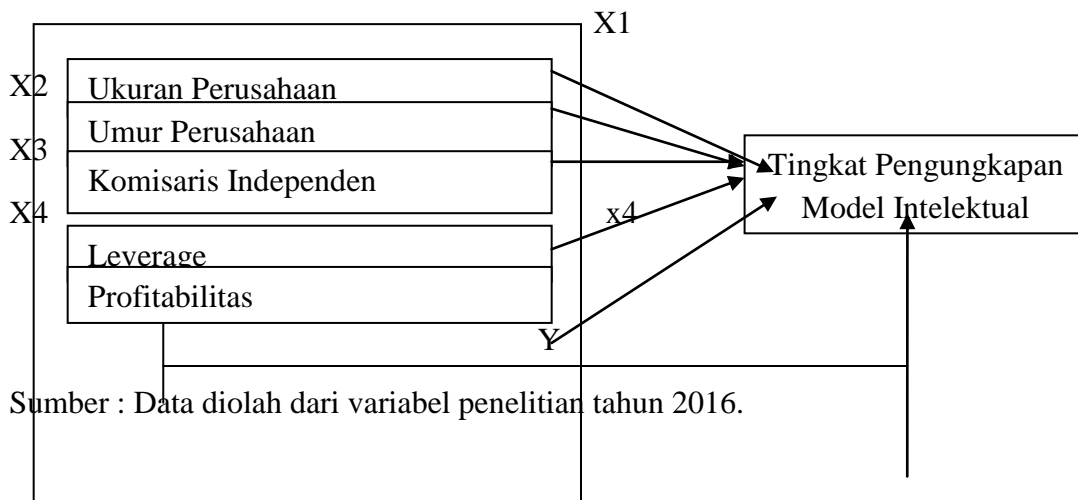 X1
X2
Ukuran Perusahaan
Umur Perusahaan
X3
Komisaris Independen
Tingkat Pengungkapan
Model Intelektual
X4
x4
Leverage
Profitabilitas
Y
Sumber : Data diolah dari variabel penelitian tahun 2016.